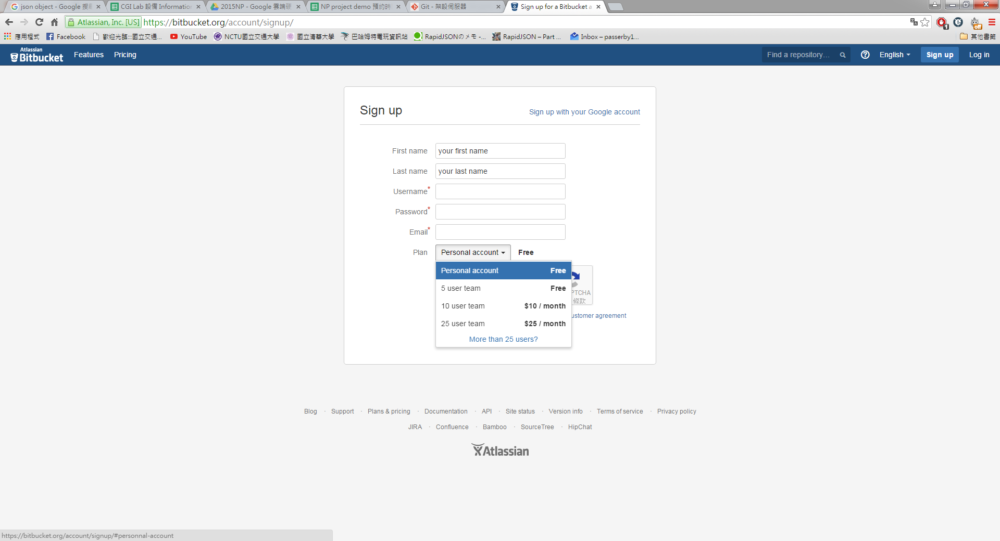 json object - Google 搜尋
CGI Lab 設備 Information
2015NP - Google 雲端硬
NP project demo 預約時
Git - 架設伺服器
Sign up for a Bitbucket a
Atlassian, Inc. [US] https://bitbucket.org/account/signup/
1
off
應用程式 Facebook 歡迎光臨:::國立交通... YouTube NCTU國立交通大學 國立清華大學 巴哈姆特電玩資訊站 RapidJSONのメモ -... RapidJSON – Part ... Inbox – passerby1... 其他書籤
Atlassian
Bitbucket Features Pricing Find a repository... English Sign up Log in
Sign up Sign up with your Google account
First name your first name
Last name your last name
Username*
Password*
Email*
Plan Personal account Free
Personal account Free
5 user team Free
PTCHA
條款
10 user team $10 / month
ustomer agreement
25 user team $25 / month
More than 25 users?
Blog · Support · Plans & pricing · Documentation · API · Site status · Version info · Terms of service · Privacy policy
JIRA · Confluence · Bamboo · SourceTree · HipChat
Atlassian
https://bitbucket.org/account/signup/#personnal-account